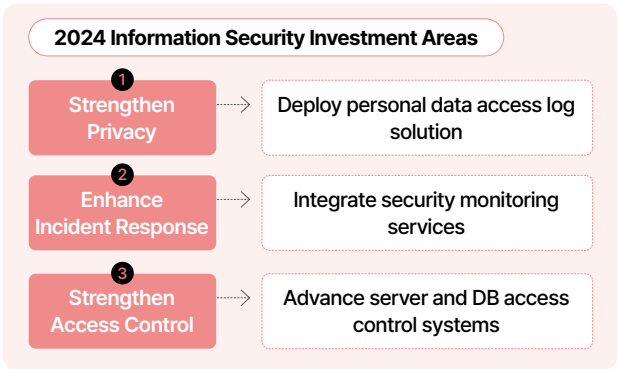 2024 Information Security Investment Areas
1
Strengthen
Privacy
Deploy personal data access log
solution
2
Enhance
Incident Response
Integrate security monitoring
services
3
Strengthen
Access Control
Advance server and DB access
control systems